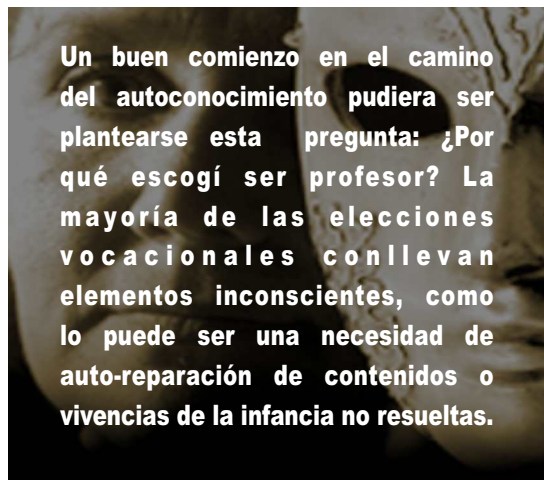 Un buen comienzo en el camino
del autoconocimiento pudiera ser
plantearse esta pregunta: ¿Por
qué escogí ser profesor? La
mayoría de las elecciones
vocacionales conllevan
elementos inconscientes, como
lo puede ser una necesidad de
auto-reparación de contenidos o
vivencias de la infancia no resueltas.